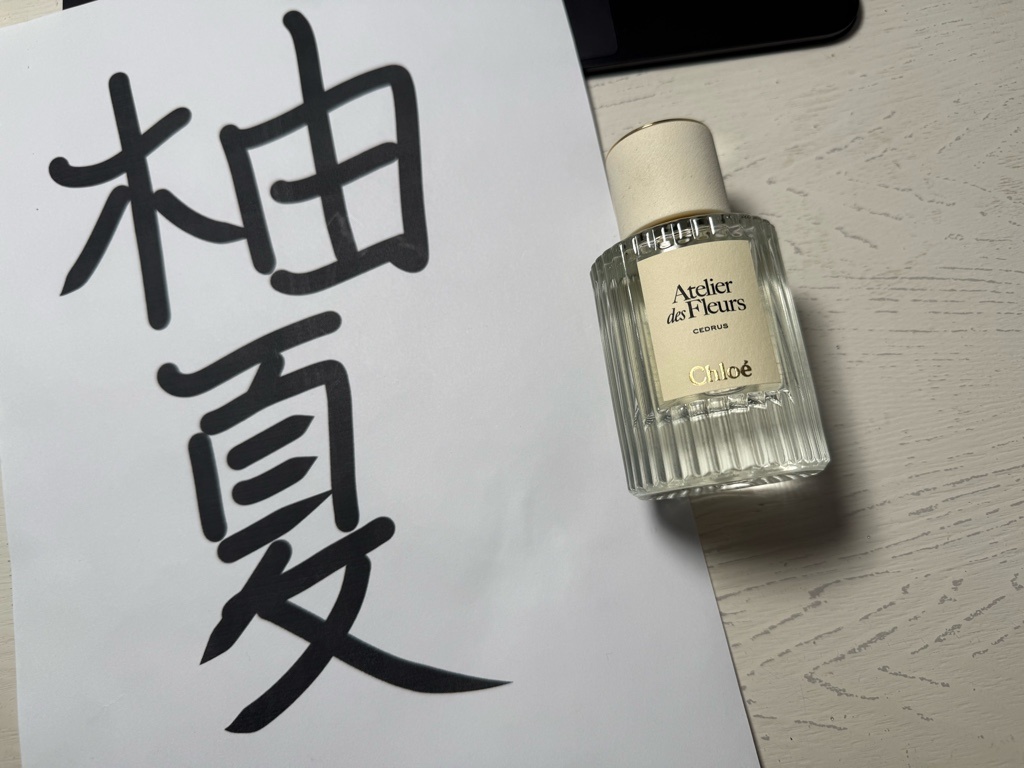 柚
夏
Atelier
des Fleurs
CEDRUS
Chloé